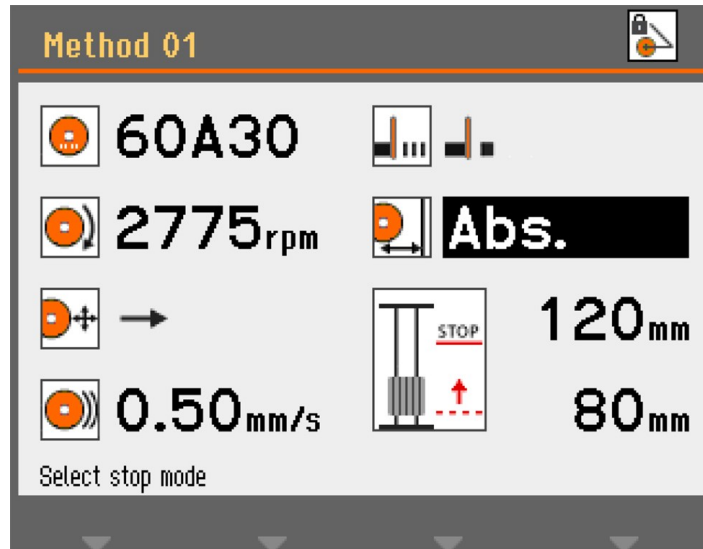 Method 01
60A30
2775rpm
Abs.
STOP
120mm
0.50mm/s
80mm
Select stop mode